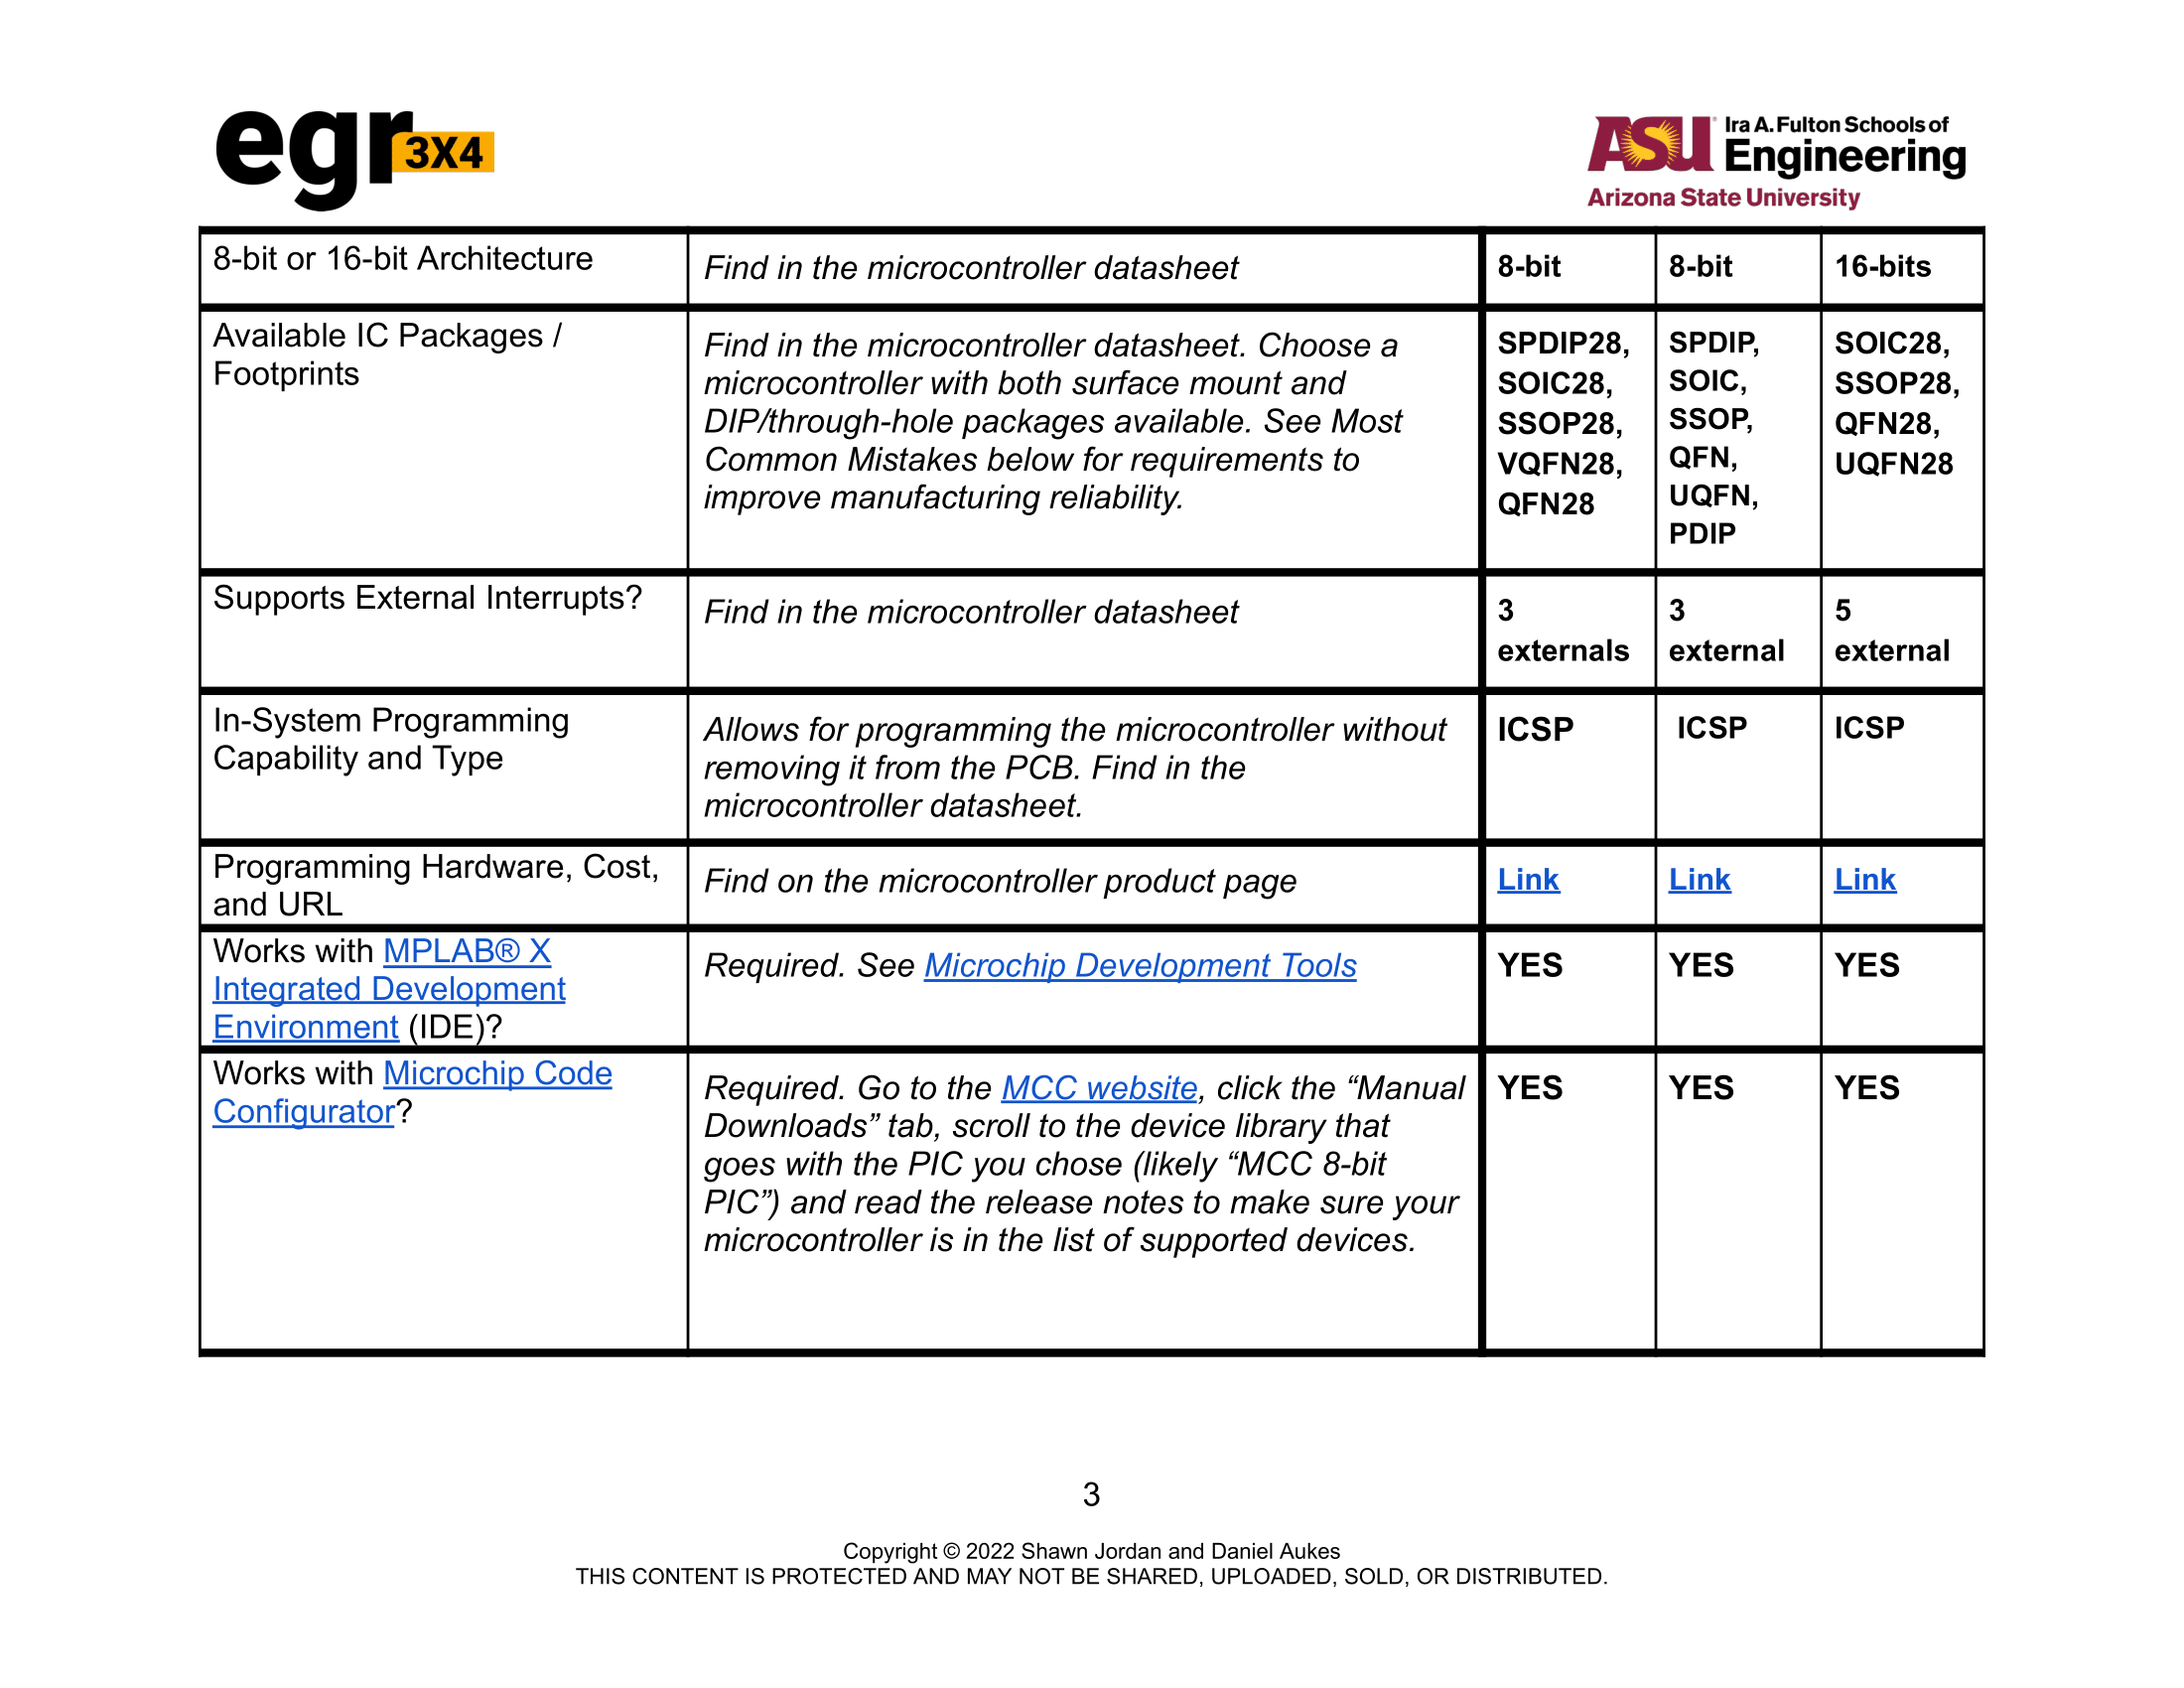 egr 3X4
ASU Ira A. Fulton Schools of
Engineering
Arizona State University
8-bit or 16-bit Architecture
Find in the microcontroller datasheet
8-bit
8-bit
16-bits
Available IC Packages /
Footprints
Find in the microcontroller datasheet. Choose a
microcontroller with both surface mount and
DIP/through-hole packages available. See Most
Common Mistakes below for requirements to
improve manufacturing reliability.
SPDIP28,
SOIC28,
SSOP28,
VQFN28,
QFN28
SPDIP,
SOIC,
SSOP,
QFN,
UQFN,
PDIP
SOIC28,
SSOP28,
QFN28,
UQFN28
Supports External Interrupts?
Find in the microcontroller datasheet
3
externals
3
external
5
external
In-System Programming
Capability and Type
Allows for programming the microcontroller without
removing it from the PCB. Find in the
microcontroller datasheet.
ICSP
ICSP
ICSP
Programming Hardware, Cost,
and URL
Find on the microcontroller product page
Link
Link
Link
Works with MPLAB® X
Integrated Development
Environment (IDE)?
Required. See Microchip Development Tools
YES
YES
YES
Works with Microchip Code
Configurator?
Required. Go to the MCC website, click the “Manual
Downloads” tab, scroll to the device library that
goes with the PIC you chose (likely “MCC 8-bit
PIC”) and read the release notes to make sure your
microcontroller is in the list of supported devices.
YES
YES
YES
3
Copyright © 2022 Shawn Jordan and Daniel Aukes
THIS CONTENT IS PROTECTED AND MAY NOT BE SHARED, UPLOADED, SOLD, OR DISTRIBUTED.